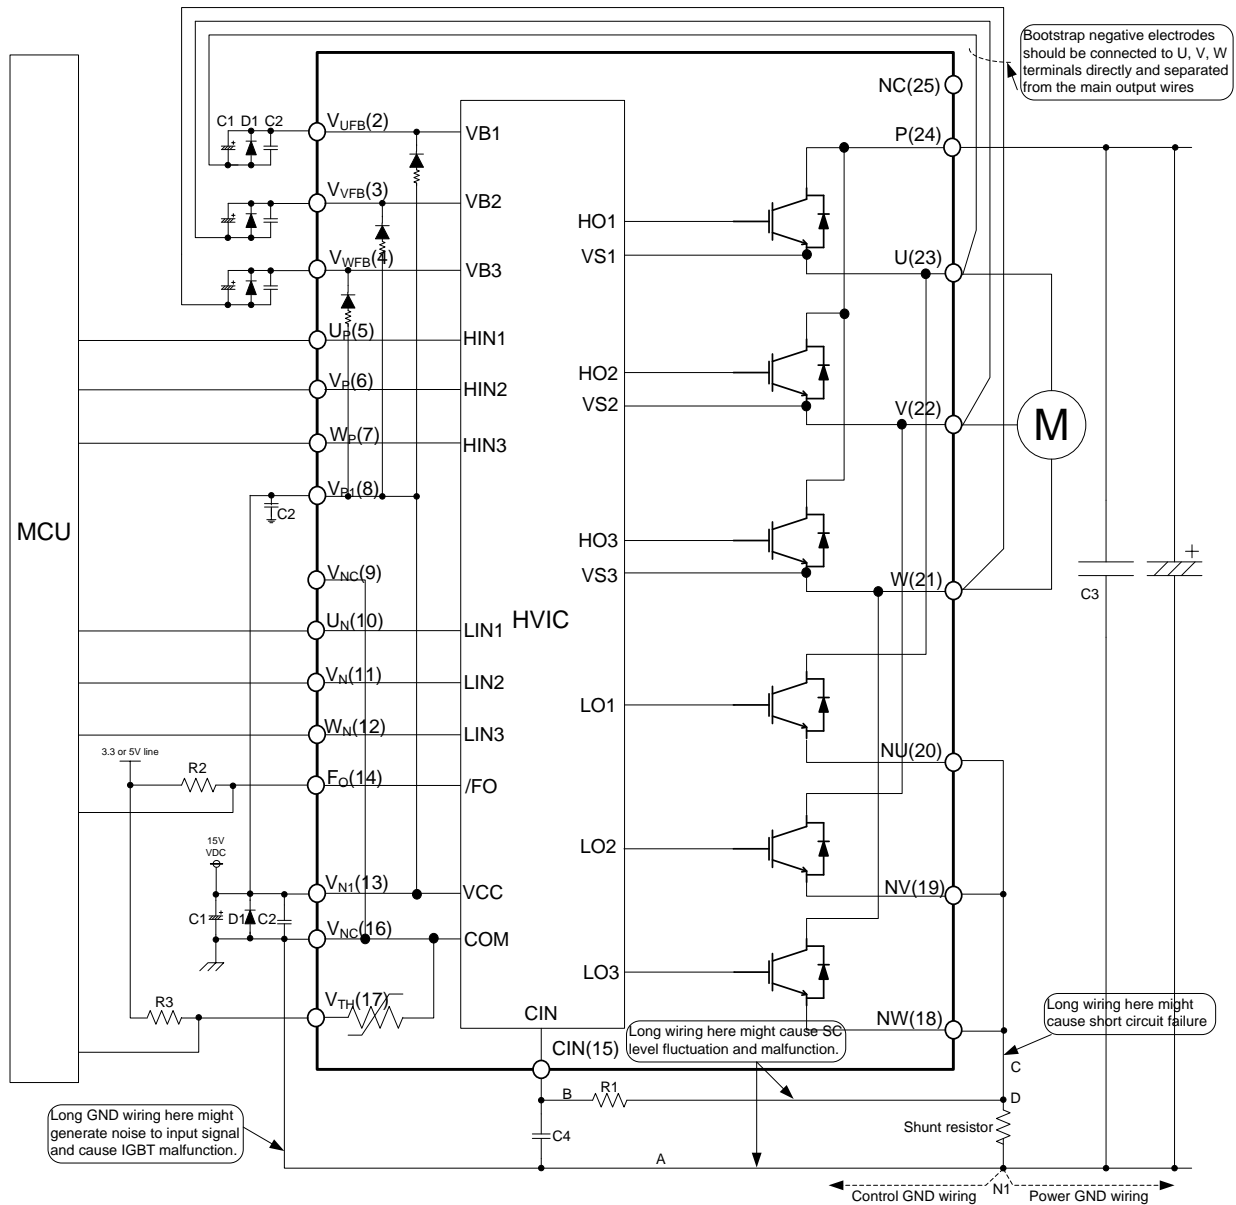 Bootstrap negative electrodes
should be connected to U, V, W
terminals directly and separated
from the main output wires
NC(25)
C1 D1 C2
VUFB(2)
VB1
P(24)
VVFB(3)
VB2
HO1
VS1
VWFB(4)
VB3
U(23)
UP(5)
HIN1
VP(6)
HIN2
HO2
VS2
V(22)
M
WP(7)
HIN3
VP1(8)
C2
MCU
HO3
VS3
VNC(9)
W(21)
+
C3
HVIC
UN(10)
LIN1
VN(11)
LIN2
LO1
WN(12)
LIN3
NU(20)
3.3 or 5V line
R2
FO(14)
/FO
15V
VDC
LO2
VN1(13)
VCC
NV(19)
C1 D1 C2
VNC(16)
COM
LO3
R3
VTH(17)
CIN
NW(18)
Long wiring here might
cause short circuit failure
Long wiring here might cause SC
level fluctuation and malfunction.
CIN(15)
C
B
R1
D
Long GND wiring here might
generate noise to input signal
and cause IGBT malfunction.
C4
Shunt resistor
A
Control GND wiring
N1
Power GND wiring